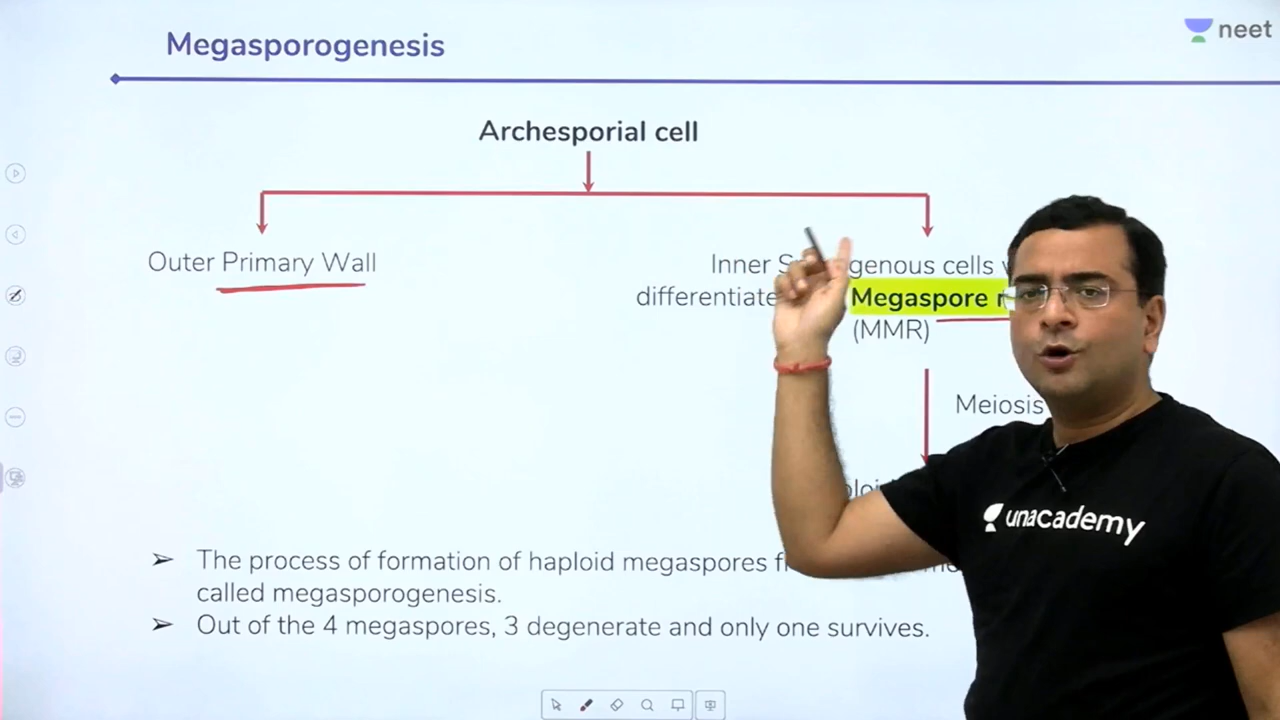 Megasporogenesis
neet
Archesporial cell
Outer Primary Wall
Inner genous cells
differentiate Megaspore
(MMR)
Meiosis
The process of formation of haploid megaspores
called megasporogenesis.
Out of the 4 megaspores, 3 degenerate and only one survives.
unacademy